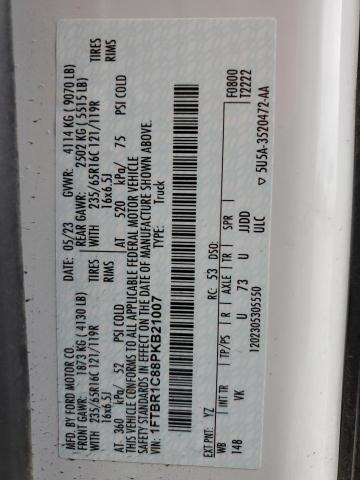 MFD. BY FORD MOTOR CO.
DATE: 05/23 GVWR: 4114 KG ( 9070 LB)
FRONT GAWR: 1873 KG ( 4130 LB) REAR GAWR: 2502 KG ( 5515 LB)
WITH 235/65R16C 121/119R TIRES WITH 235/65R16C 121/119R TIRES
16x6.5J RIMS 16x6.5J RIMS
AT 360 kPa/ 52 PSI COLD AT 520 kPa/ 75 PSI COLD
THIS VEHICLE CONFORMS TO ALL APPLICABLE FEDERAL MOTOR VEHICLE
SAFETY STANDARDS IN EFFECT ON THE DATE OF MANUFACTURE SHOWN ABOVE.
VIN: 1FTBR1C88PKB21007 Truck
F0800
T2222
EXT.PNT: YZ RC: 53 DSO:
WB INT TR TP/PS R AXLE TR SPR
148 VK U 73 U JJDD
ULC
1202305305550 ▽ 5U5A-3520472-AA